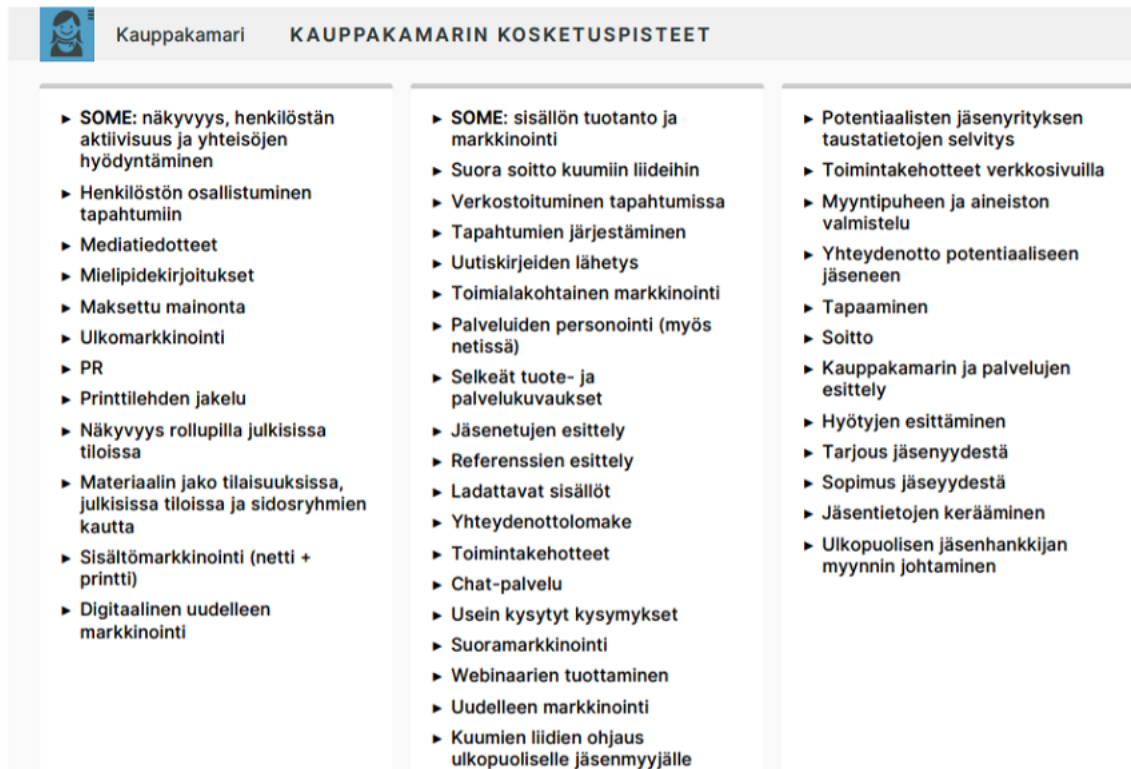 Kauppakamari KAUPPAKAMARIN KOSKETUSPISTEET
► SOME: näkyvyys, henkilöstän
aktiivisuus ja yhteisöjen
hyödyntäminen
► Henkilöstön osallistuminen
tapahtumiin
► Mediatiedotteet
► Mielipidekirjoitukset
► Maksettu mainonta
► Ulkomarkkinointi
► PR
► Printtilehden jakelu
► Näkyvyys rollupilla julkisissa
tiloissa
► Materiaalin jako tilaisuuksissa,
julkisissa tiloissa ja sidosryhmien
kautta
► Sisältömarkkinointi (netti +
printti)
► Digitaalinen uudelleen
markkinointi
► SOME: sisällön tuotanto ja
markkinointi
► Suora soitto kuumiin liideihin
► Verkostoituminen tapahtumissa
► Tapahtumien järjestäminen
► Uutiskirjeiden lähetys
► Toimialakohtainen markkinointi
► Palveluiden personointi (myös
netissä)
► Selkeät tuote- ja
palvelukuvaukset
► Jäsenetujen esittely
► Referenssien esittely
► Ladattavat sisällöt
► Yhteydenottolomake
► Toimintakehotteet
► Chat-palvelu
► Usein kysytyt kysymykset
► Suoramarkkinointi
► Webinaarien tuottaminen
► Uudelleen markkinointi
► Kuumien liidien ohjaus
ulkopuoliselle jäsenmyyjälle
► Potentiaalisten jäsenyrityksen
taustatietojen selvitys
► Toimintakehotteet verkkosivuilla
► Myyntipuheen ja aineiston
valmistelu
► Yhteydenotto potentiaaliseen
jäseneen
► Tapaaminen
► Soitto
► Kauppakamarin ja palvelujen
esittely
► Hyötyjen esittäminen
► Tarjous jäsenyydestä
► Sopimus jäseyydestä
► Jäsentietojen kerääminen
► Ulkopuolisen jäsenhankkijan
myynnin johtaminen